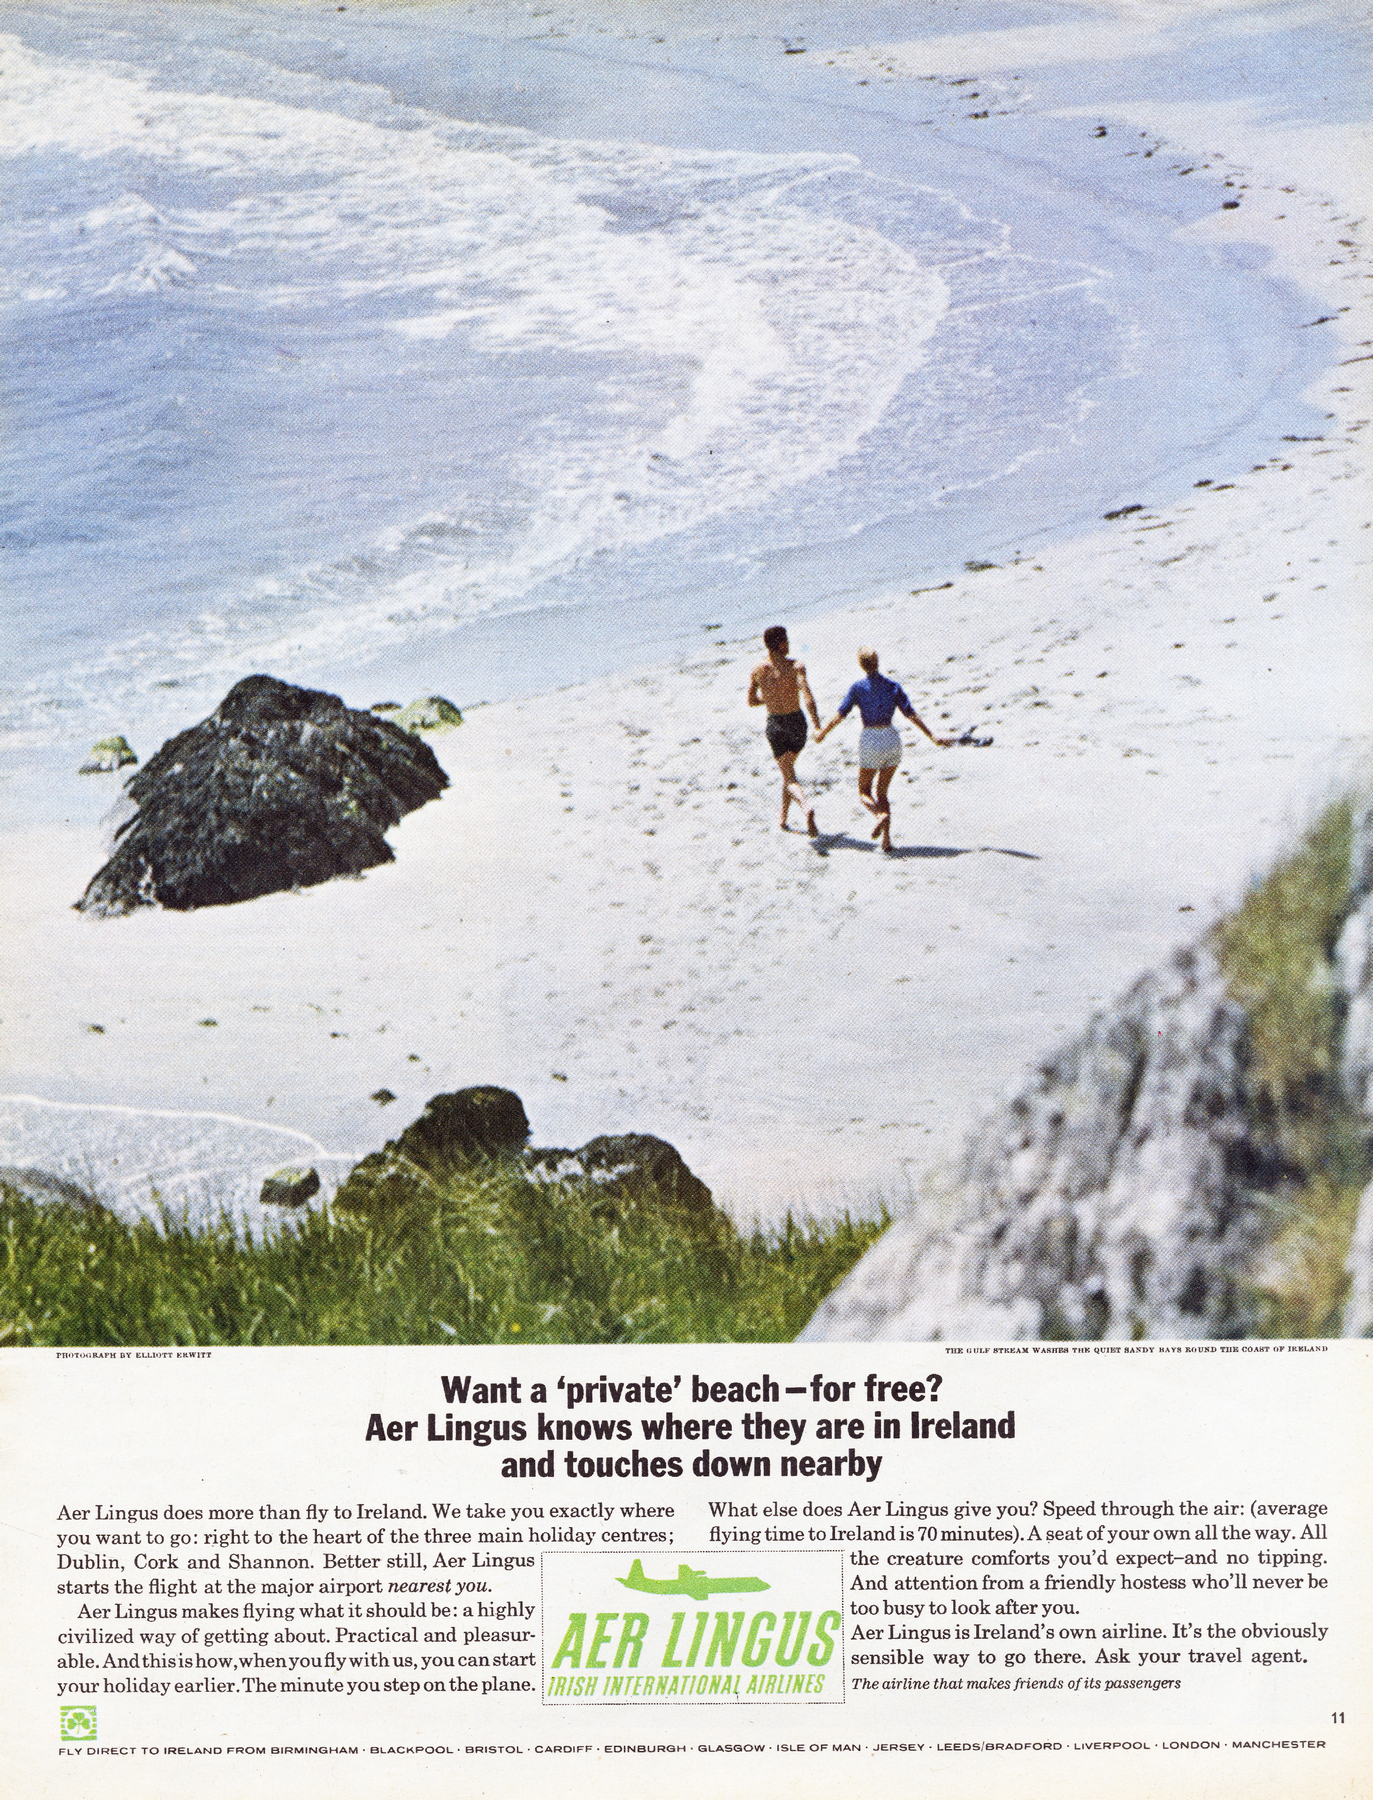 PHOTOGRAPH BY ELLIOTT ERWITT
THE GULF STREAM WASHES THE QUIET SANDY BAYS ROUND THE COAST OF IRELAND
Want a ‘private’ beach – for free?
Aer Lingus knows where they are in Ireland
and touches down nearby
Aer Lingus does more than fly to Ireland. We take you exactly where
you want to go: right to the heart of the three main holiday centres;
Dublin, Cork and Shannon. Better still, Aer Lingus
starts the flight at the major airport nearest you.
Aer Lingus makes flying what it should be: a highly
civilized way of getting about. Practical and pleasur-
able. And this is how, when you fly with us, you can start
your holiday earlier. The minute you step on the plane.
AER LINGUS
IRISH INTERNATIONAL AIRLINES
What else does Aer Lingus give you? Speed through the air: (average
flying time to Ireland is 70 minutes). A seat of your own all the way. All
the creature comforts you’d expect–and no tipping.
And attention from a friendly hostess who’ll never be
too busy to look after you.
Aer Lingus is Ireland’s own airline. It’s the obviously
sensible way to go there. Ask your travel agent.
The airline that makes friends of its passengers
11
FLY DIRECT TO IRELAND FROM BIRMINGHAM · BLACKPOOL · BRISTOL · CARDIFF · EDINBURGH · GLASGOW · ISLE OF MAN · JERSEY · LEEDS/BRADFORD · LIVERPOOL · LONDON · MANCHESTER